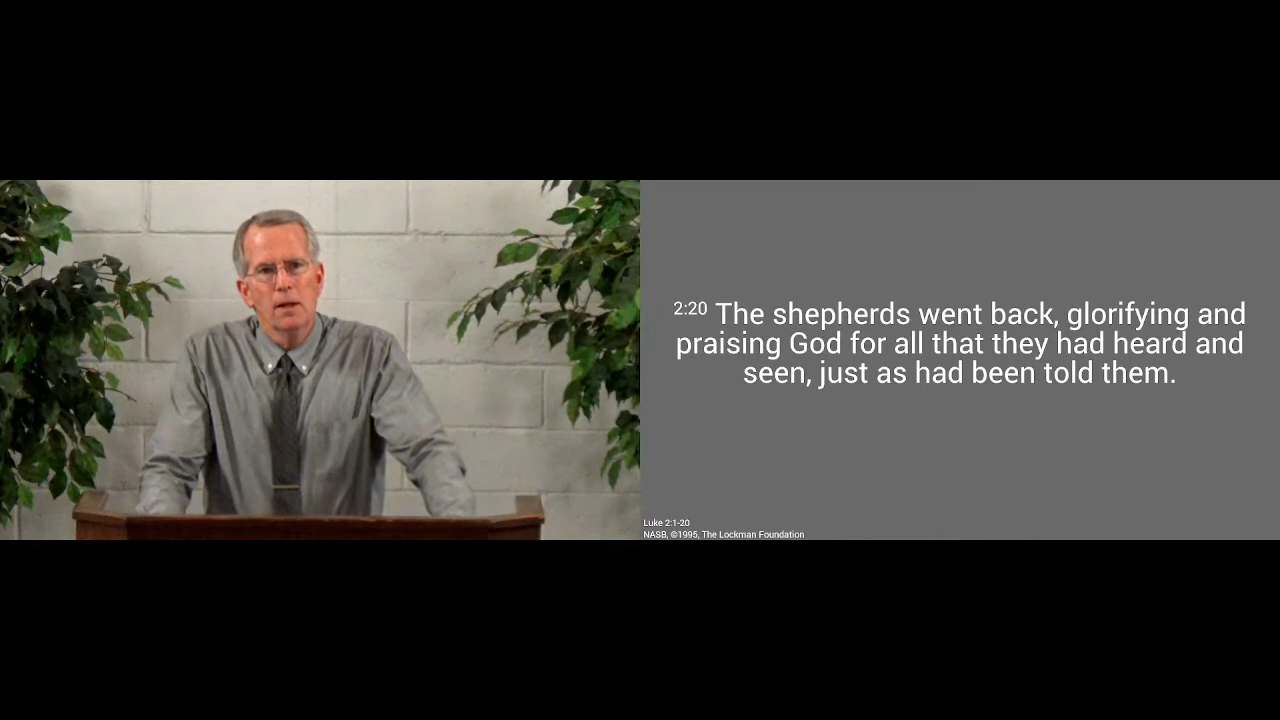 2:20 The shepherds went back, glorifying and
praising God for all that they had heard and
seen, just as had been told them.
Luke 2:1-20
NASB, ©1995, The Lockman Foundation